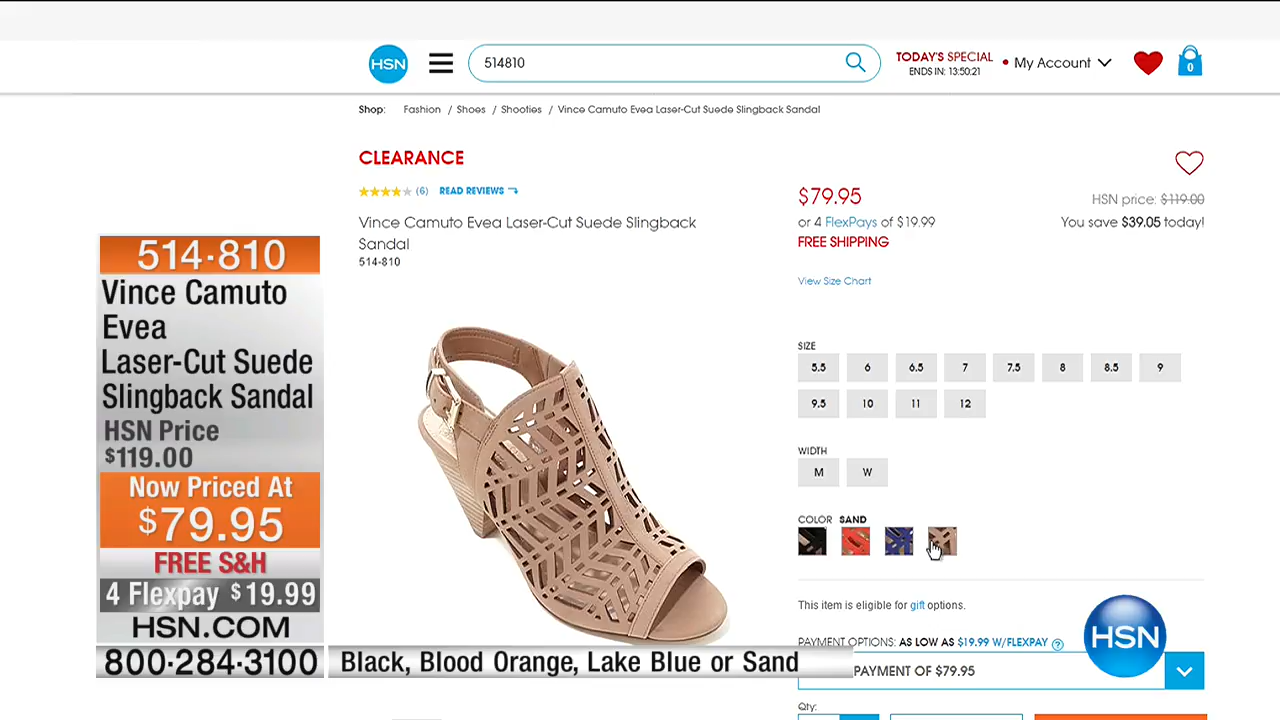 HSN
514810
TODAY'S SPECIAL
ENDS IN: 13:50:21
My Account
0
Shop: Fashion / Shoes / Shooties / Vince Camuto Evea Laser-Cut Suede Slingback Sandal
CLEARANCE
(6) READ REVIEWS
Vince Camuto Evea Laser-Cut Suede Slingback
Sandal
514-810
$79.95
HSN price: $119.00
or 4 FlexPays of $19.99
You save $39.05 today!
FREE SHIPPING
View Size Chart
SIZE
5.5 6 6.5 7 7.5 8 8.5 9
9.5 10 11 12
WIDTH
M W
COLOR SAND
This item is eligible for gift options.
PAYMENT OPTIONS: AS LOW AS $19.99 W/FLEXPAY ?
PAYMENT OF $79.95
Qty:
HSN
514·810
Vince Camuto
Evea
Laser-Cut Suede
Slingback Sandal
HSN Price
$119.00
Now Priced At
$79.95
FREE S&H
4 Flexpay $19.99
HSN.COM
800·284·3100
Black, Blood Orange, Lake Blue or Sand